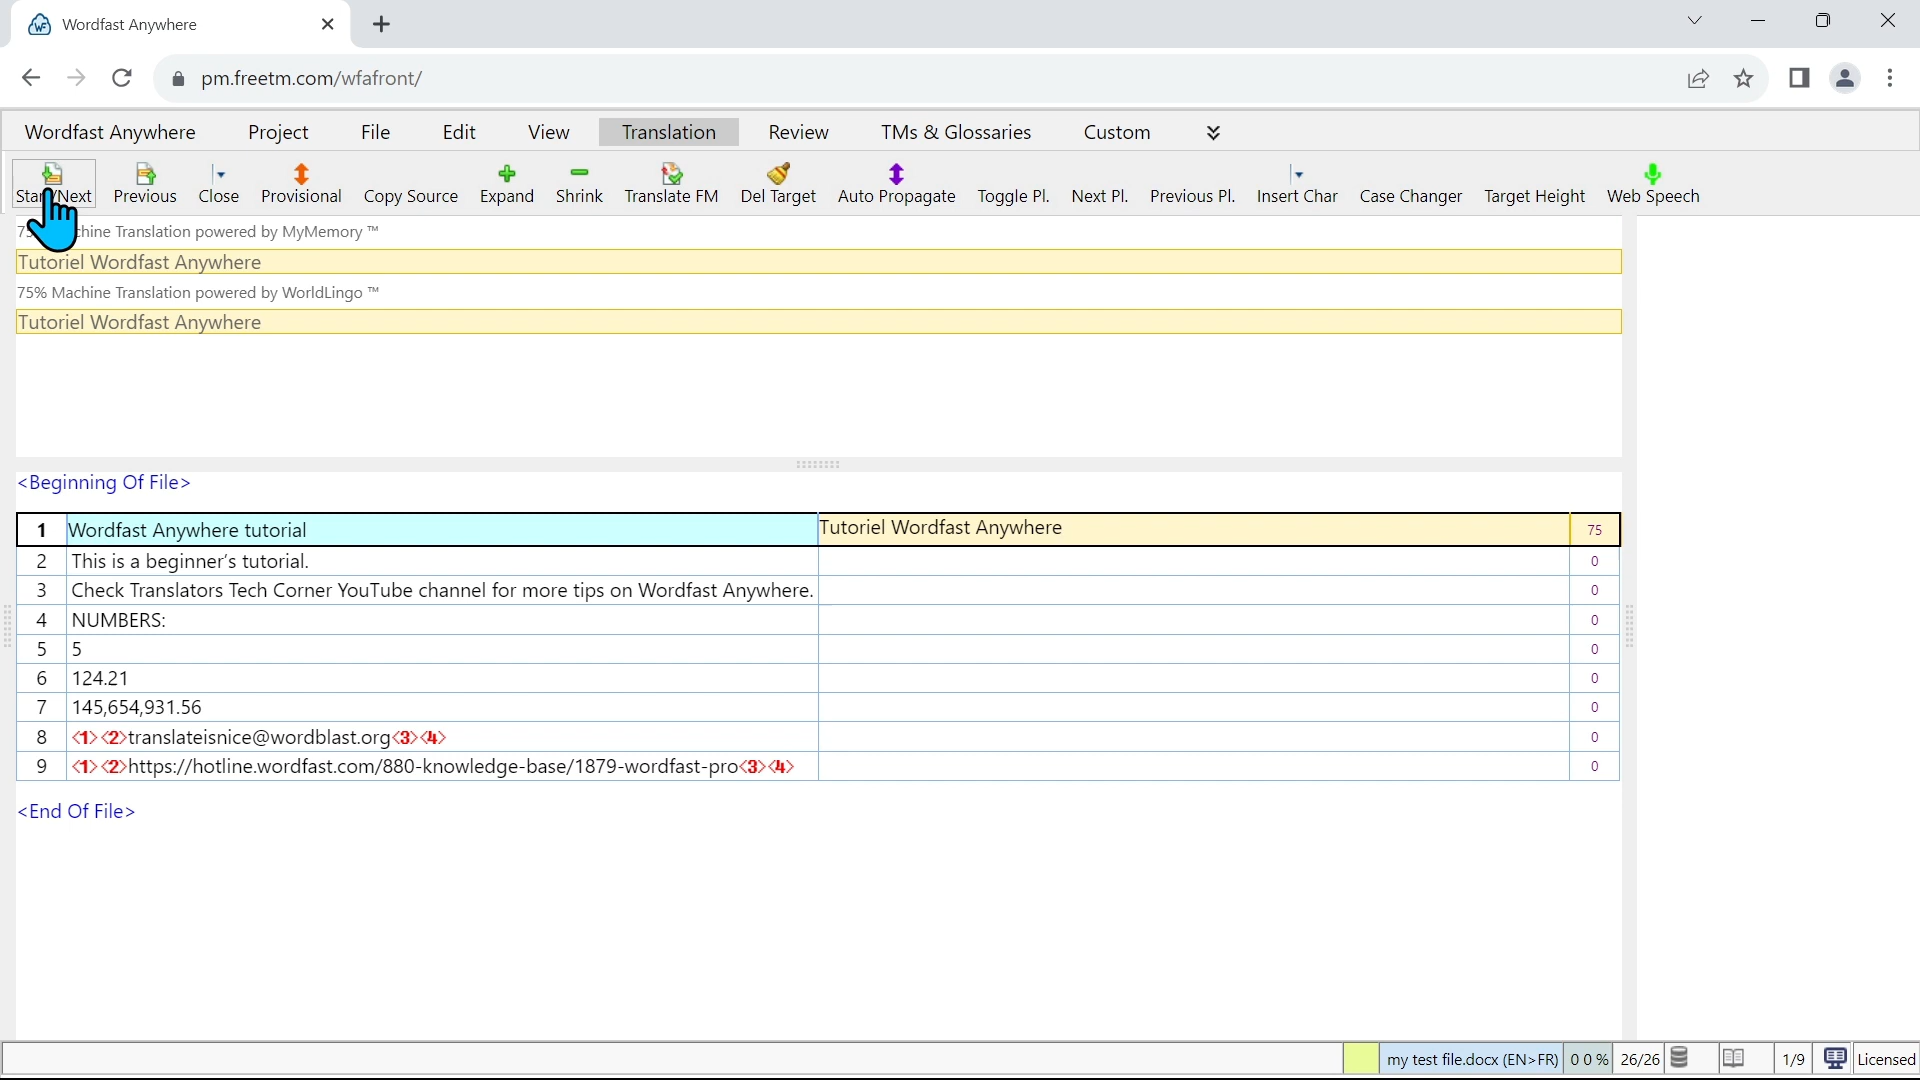 Wordfast Anywhere
pm.freetm.com/wfafront/
Wordfast Anywhere Project File Edit View Translation Review TMs & Glossaries Custom
Start/Next Previous Close Provisional Copy Source Expand Shrink Translate FM Del Target Auto Propagate Toggle Pl. Next Pl. Previous Pl. Insert Char Case Changer Target Height Web Speech
75% Machine Translation powered by MyMemory ™
Tutoriel Wordfast Anywhere
75% Machine Translation powered by WorldLingo ™
Tutoriel Wordfast Anywhere
<Beginning Of File>
1 Wordfast Anywhere tutorial Tutoriel Wordfast Anywhere 75
2 This is a beginner's tutorial. 0
3 Check Translators Tech Corner YouTube channel for more tips on Wordfast Anywhere. 0
4 NUMBERS: 0
5 5 0
6 124.21 0
7 145,654,931.56 0
8 <1><2>translateisnice@wordblast.org<3><4> 0
9 <1><2>https://hotline.wordfast.com/880-knowledge-base/1879-wordfast-pro<3><4> 0
<End Of File>
my test file.docx (EN>FR) 0 0 % 26/26 1/9 Licensed